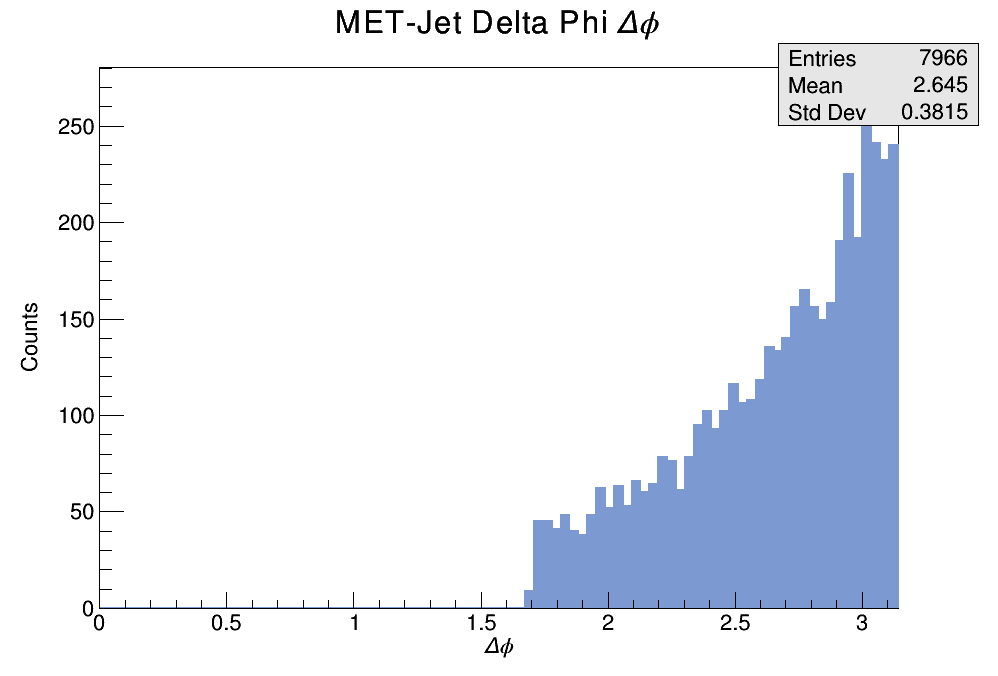 MET-Jet Delta Phi Δϕ
Entries 7966
Mean 2.645
Std Dev 0.3815
250
200
150
100
50
0
Counts
0 0.5 1 1.5 2 2.5 3
Δϕ